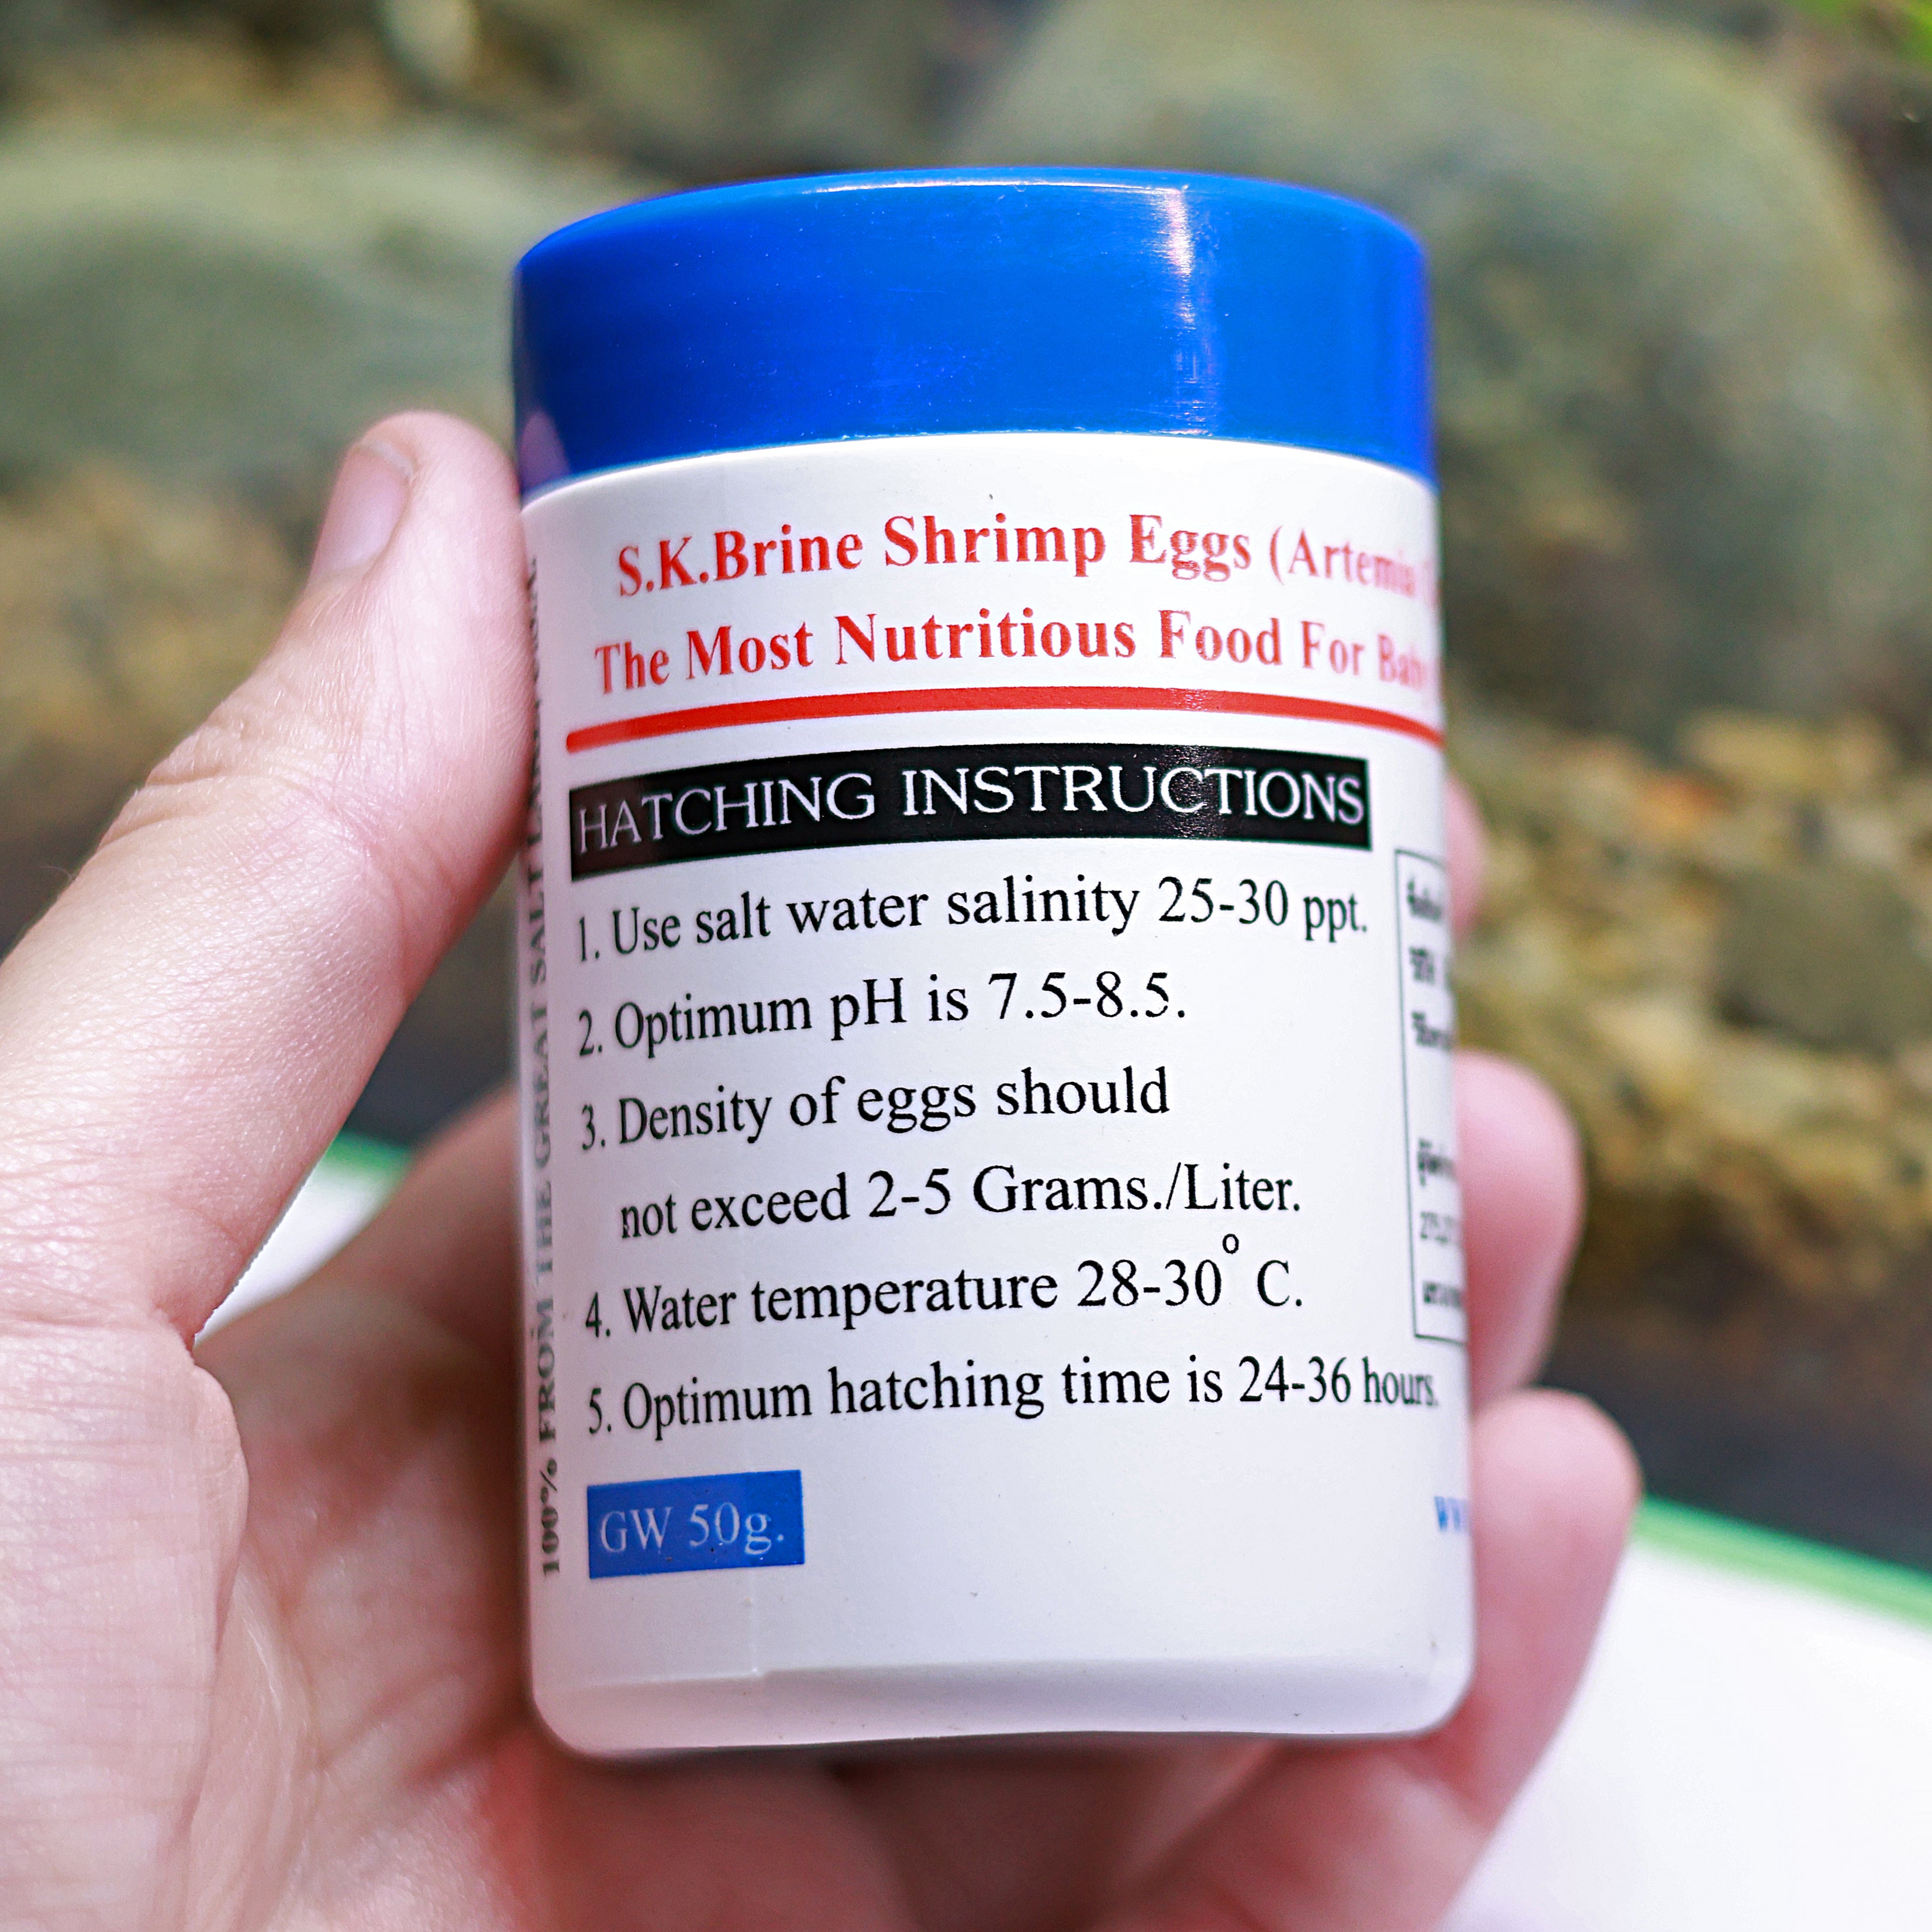 S.K.Brine Shrimp Eggs (Artemia
The Most Nutritious Food For Baby
HATCHING INSTRUCTIONS
1. Use salt water salinity 25-30 ppt.
2. Optimum pH is 7.5-8.5.
3. Density of eggs should
not exceed 2-5 Grams./Liter.
4. Water temperature 28-30° C.
5. Optimum hatching time is 24-36 hours.
GW 50g.
100% FROM THE GREAT SALT